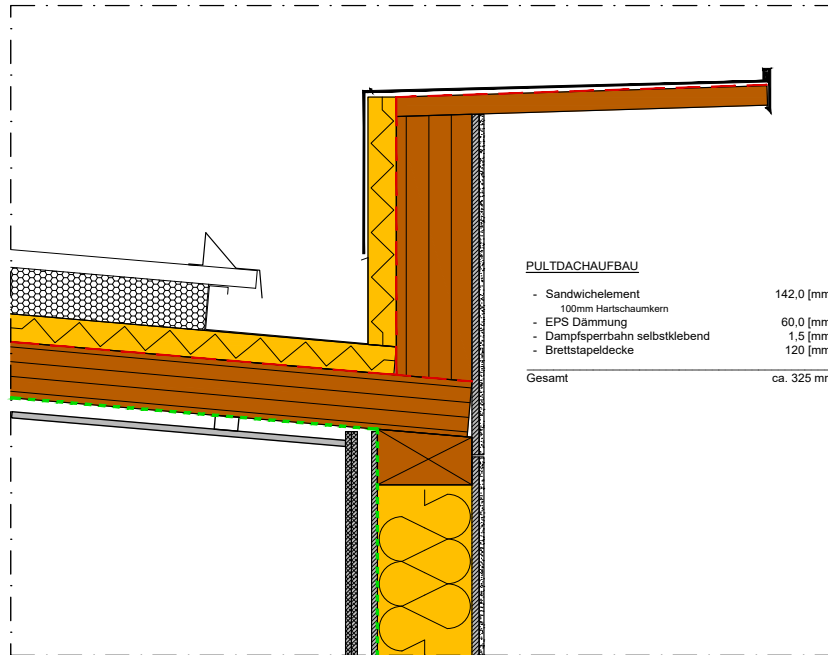 PULTDACHAUFBAU
- Sandwichelement 142,0 [mm
100mm Hartschaumkern
- EPS Dämmung 60,0 [mm
- Dampfsperrbahn selbstklebend 1,5 [mm
- Brettstapeldecke 120 [mm
Gesamt ca. 325 mm